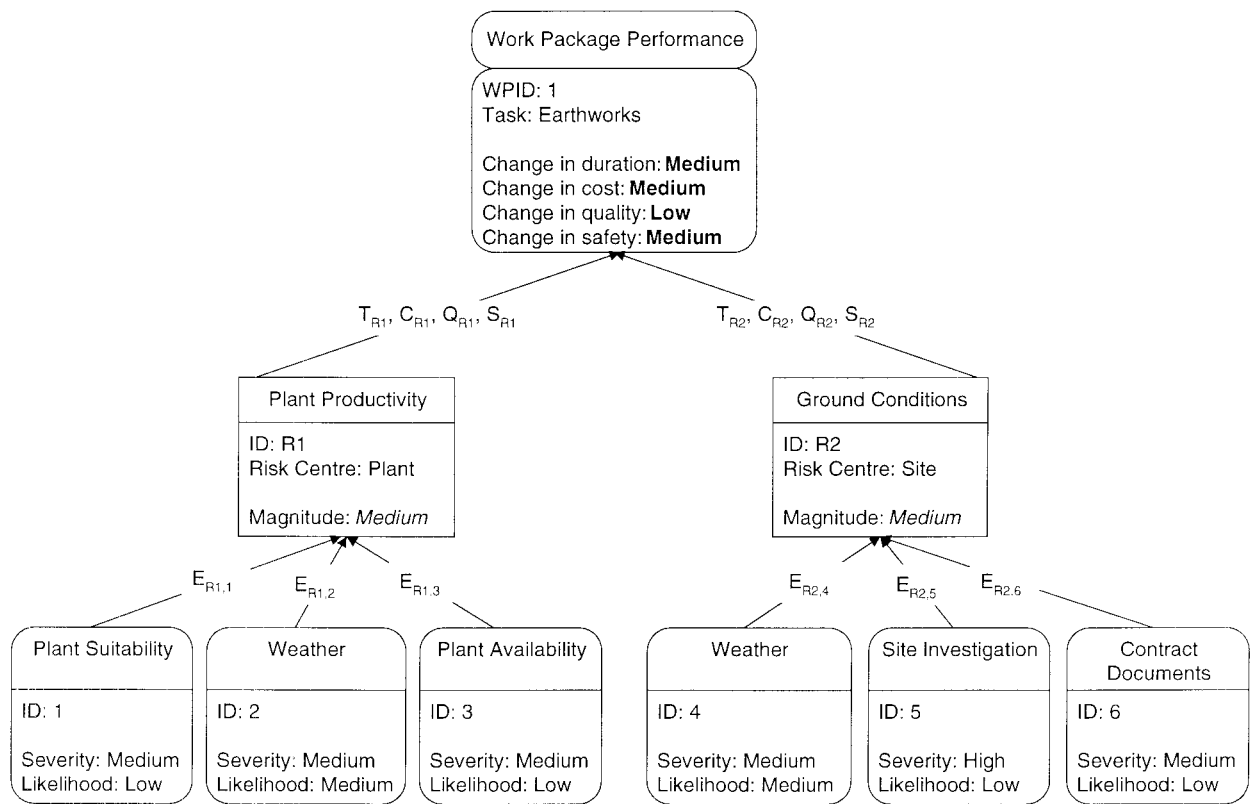 Work Package Performance
WPID: 1
Task: Earthworks
Change in duration: Medium
Change in cost: Medium
Change in quality: Low
Change in safety: Medium
T_R1, C_R1, Q_R1, S_R1
T_R2, C_R2, Q_R2, S_R2
Plant Productivity
ID: R1
Risk Centre: Plant
Magnitude: Medium
Ground Conditions
ID: R2
Risk Centre: Site
Magnitude: Medium
E_R1,1
E_R1,2
E_R1,3
E_R2,4
E_R2,5
E_R2.6
Plant Suitability
ID: 1
Severity: Medium
Likelihood: Low
Weather
ID: 2
Severity: Medium
Likelihood: Medium
Plant Availability
ID: 3
Severity: Medium
Likelihood: Low
Weather
ID: 4
Severity: Medium
Likelihood: Medium
Site Investigation
ID: 5
Severity: High
Likelihood: Low
Contract
Documents
ID: 6
Severity: Medium
Likelihood: Low